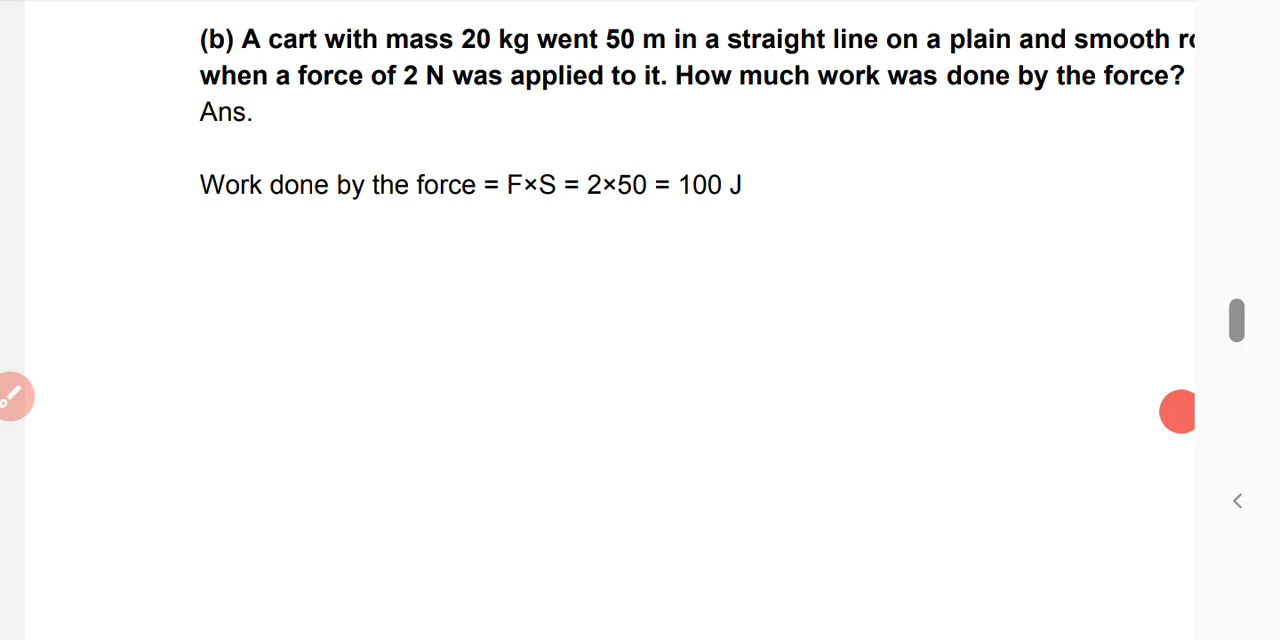 (b) A cart with mass 20 kg went 50 m in a straight line on a plain and smooth
when a force of 2 N was applied to it. How much work was done by the force?
Ans.
Work done by the force = F×S = 2×50 = 100 J